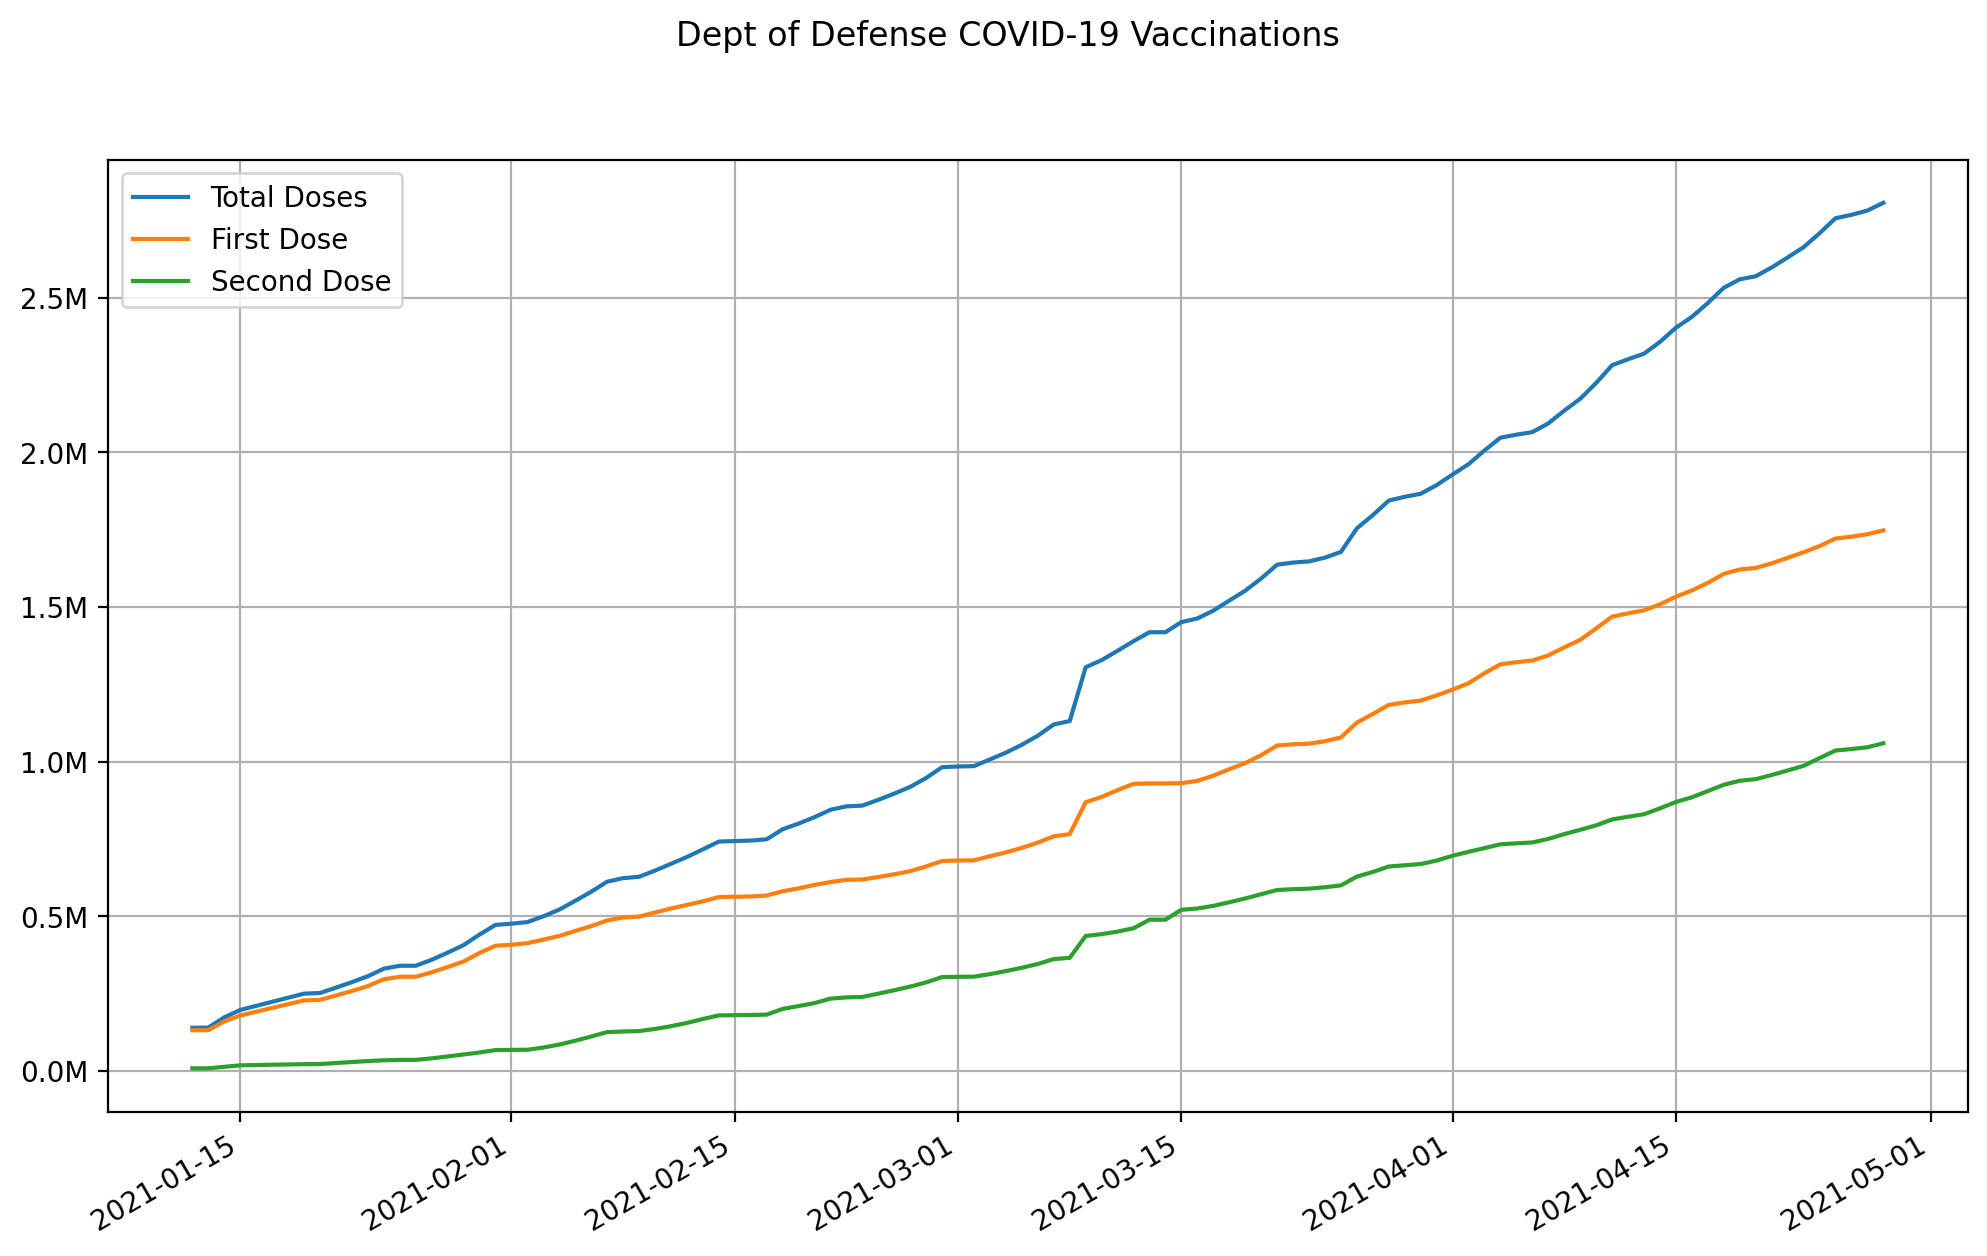 Dept of Defense COVID-19 Vaccinations
Total Doses
First Dose
Second Dose
2.5M
2.0M
1.5M
1.0M
0.5M
0.0M
2021-01-15
2021-02-01
2021-02-15
2021-03-01
2021-03-15
2021-04-01
2021-04-15
2021-05-01